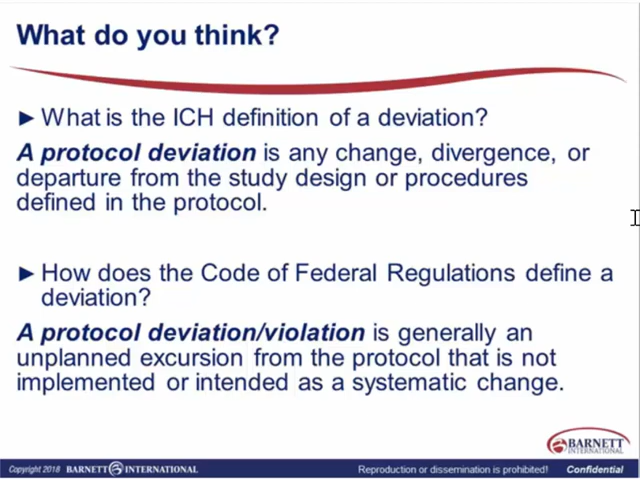 What do you think?
► What is the ICH definition of a deviation?
A protocol deviation is any change, divergence, or
departure from the study design or procedures
defined in the protocol.
► How does the Code of Federal Regulations define a
deviation?
A protocol deviation/violation is generally an
unplanned excursion from the protocol that is not
implemented or intended as a systematic change.
BARNETT
INTERNATIONAL
Copyright 2018 BARNETT INTERNATIONAL Reproduction or dissemination is prohibited! Confidential